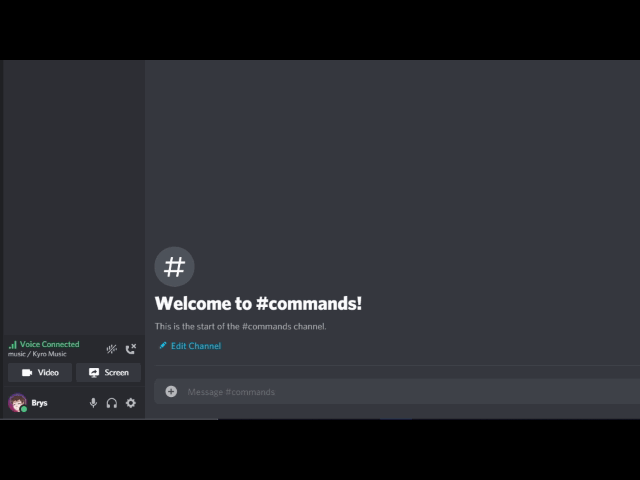 #
Welcome to #commands!
This is the start of the #commands channel.
Edit Channel
Voice Connected
music / Kyro Music
Video
Screen
Message #commands
Brys